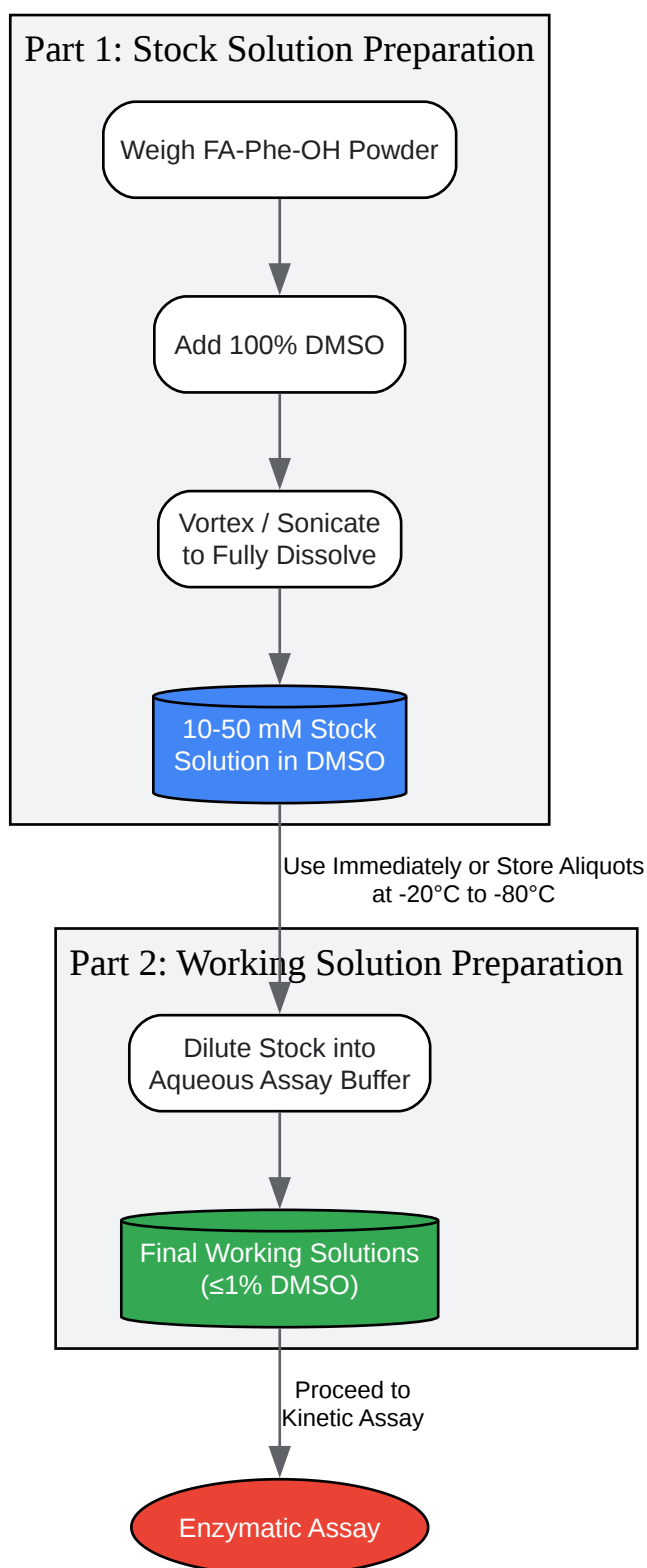 Part 1: Stock Solution Preparation
Weigh FA-Phe-OH Powder
Add 100% DMSO
Vortex / Sonicate
to Fully Dissolve
10-50 mM Stock
Solution in DMSO
Use Immediately or Store Aliquots
at -20°C to -80°C
Part 2: Working Solution Preparation
Dilute Stock into
Aqueous Assay Buffer
Final Working Solutions
(≤1% DMSO)
Proceed to
Kinetic Assay
Enzymatic Assay